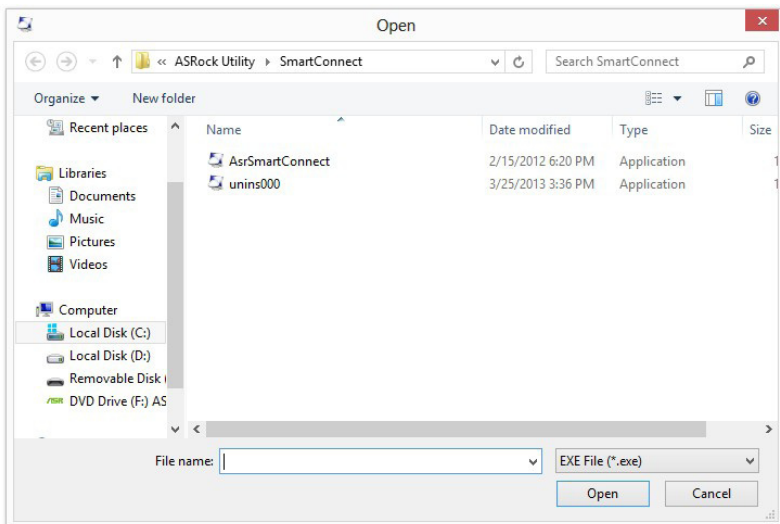 Open
« ASRock Utility ▸ SmartConnect
Search SmartConnect
Organize
New folder
Recent places
Libraries
Documents
Music
Pictures
Videos
Computer
Local Disk (C:)
Local Disk (D:)
Removable Disk (
DVD Drive (F:) AS
Name Date modified Type Size
AsrSmartConnect 2/15/2012 6:20 PM Application 1
unins000 3/25/2013 3:36 PM Application 1
File name:
EXE File (*.exe)
Open Cancel